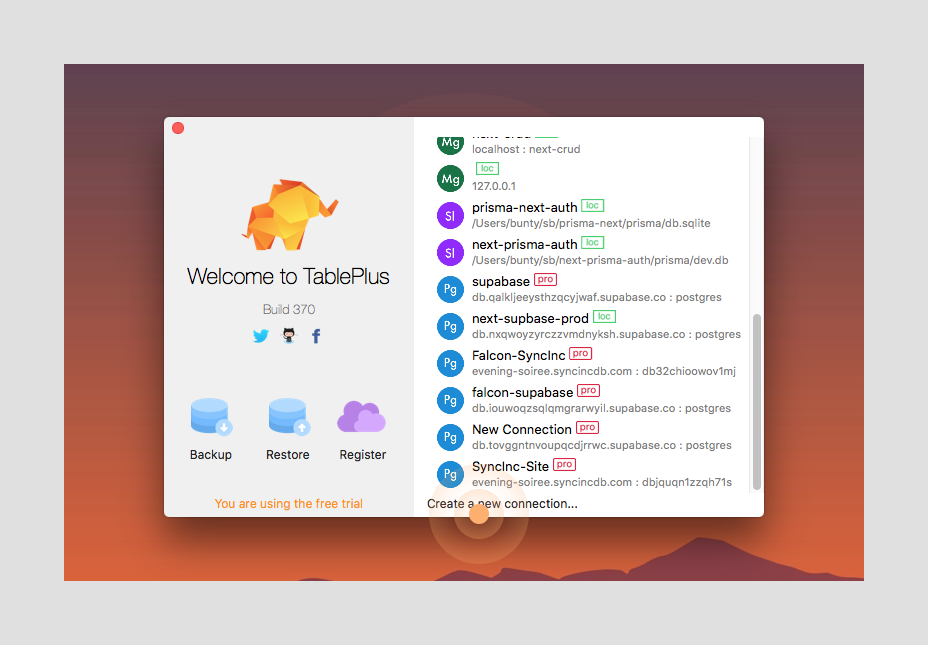 Welcome to TablePlus
Build 370
Backup
Restore
Register
You are using the free trial
Mg
localhost : next-crud
Mg
loc
127.0.0.1
SI
prisma-next-auth loc
/Users/bunty/sb/prisma-next/prisma/db.sqlite
SI
next-prisma-auth loc
/Users/bunty/sb/next-prisma-auth/prisma/dev.db
Pg
supabase pro
db.qalkljeeysthzqcyjwaf.supabase.co : postgres
Pg
next-supbase-prod loc
db.nxqwoyzyrczzvmdnyksh.supabase.co : postgres
Pg
Falcon-SyncInc pro
evening-soiree.syncincdb.com : db32chioowov1mj
Pg
falcon-supabase pro
db.iouwoqzsqlqmgrarwyil.supabase.co : postgres
Pg
New Connection pro
db.tovggntnvoupqcdjrrwc.supabase.co : postgres
Pg
SyncInc-Site pro
evening-soiree.syncincdb.com : dbjquqn1zzqh71s
Create a new connection...